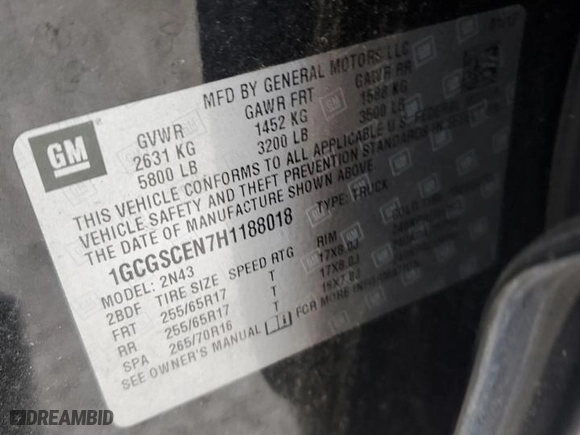 MFD BY GENERAL MOTORS LLC
GM
GVWR GAWR FRT GAWR RR
2631 KG 1452 KG 1588 KG
5800 LB 3200 LB 3500 LB
THIS VEHICLE CONFORMS TO ALL APPLICABLE U.S. FEDERAL
VEHICLE SAFETY AND THEFT PREVENTION STANDARDS IN EFFECT ON
THE DATE OF MANUFACTURE SHOWN ABOVE.
1GCGSCEN7H1188018 TYPE: TRUCK
MODEL: 2N43
2BDF TIRE SIZE SPEED RTG RIM COLD TIRE
FRT 255/65R17 T 17X8.0J
RR 255/65R17 T 17X8.0J
SPA 265/70R16 T
SEE OWNER'S MANUAL FOR MORE INFORMATION
DREAMBID